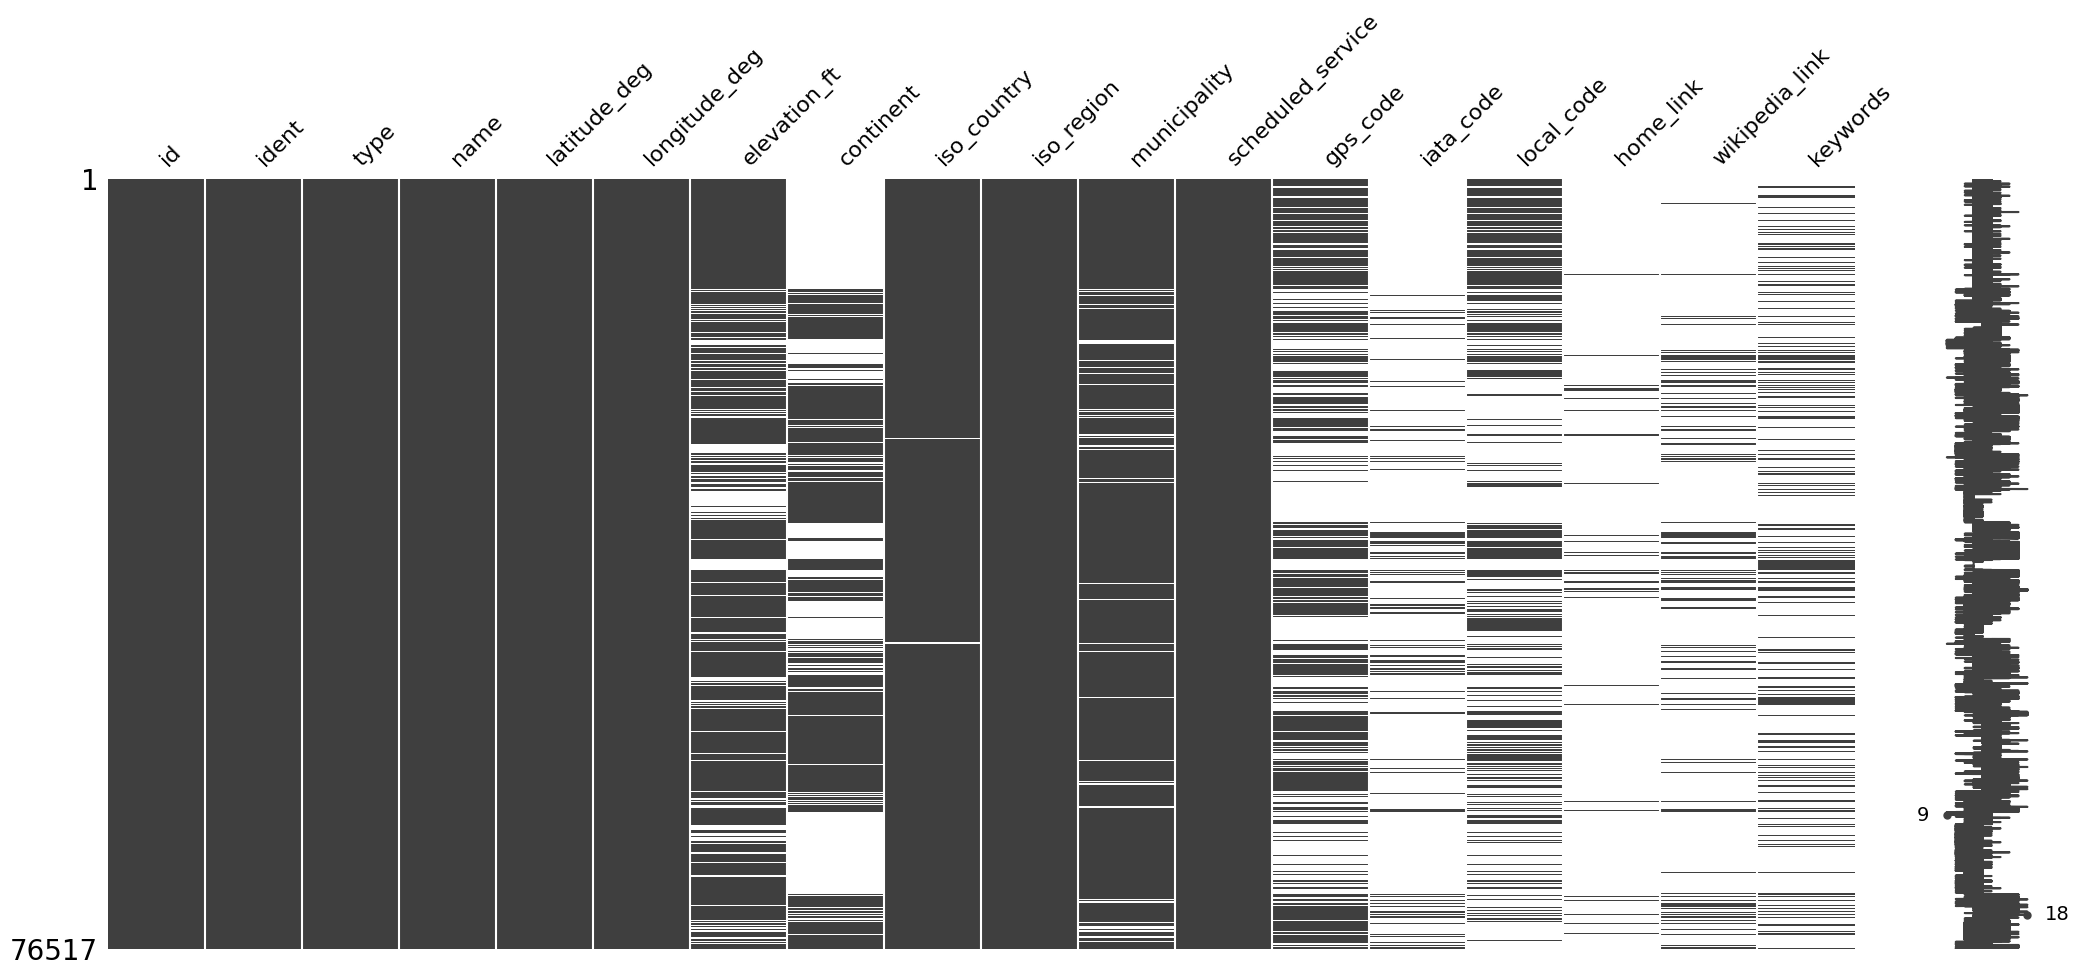 id
ident
type
name
latitude_deg
longitude_deg
elevation_ft
continent
iso_country
iso_region
municipality
scheduled_service
gps_code
iata_code
local_code
home_link
wikipedia_link
keywords
1
9
18
76517